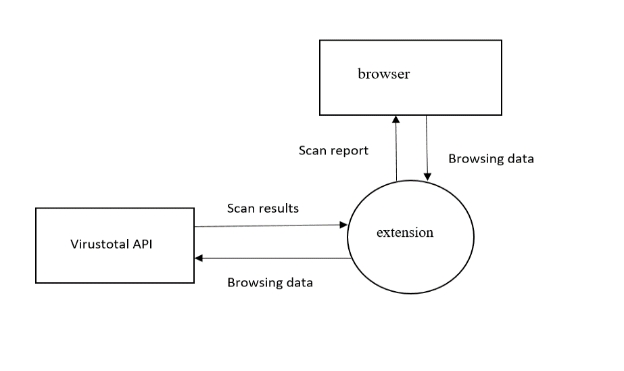 browser
Scan report
Browsing data
Scan results
extension
Virustotal API
Browsing data